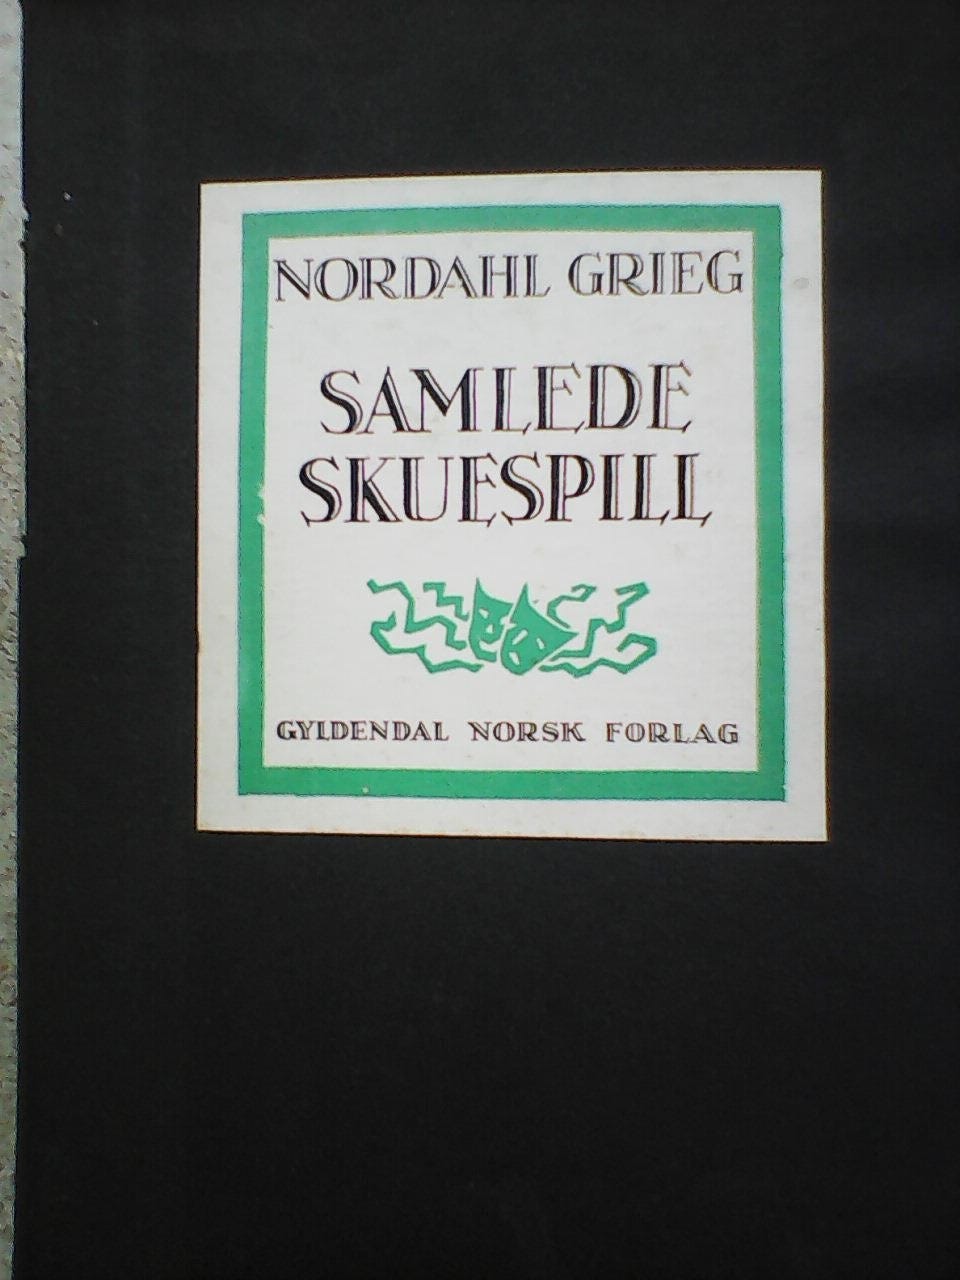 NORDAHL GRIEG
SAMLEDE
SKUESPILL
GYLDENDAL NORSK FORLAG